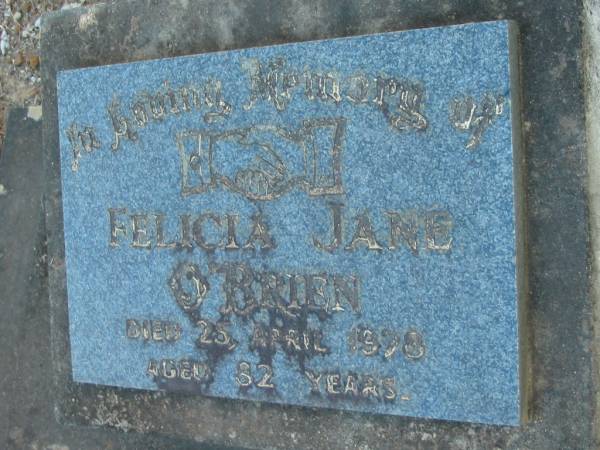 In Loving Memory of
FELICIA JANE
O'BRIEN
DIED 25, APRIL 1978
AGED 82 YEARS.